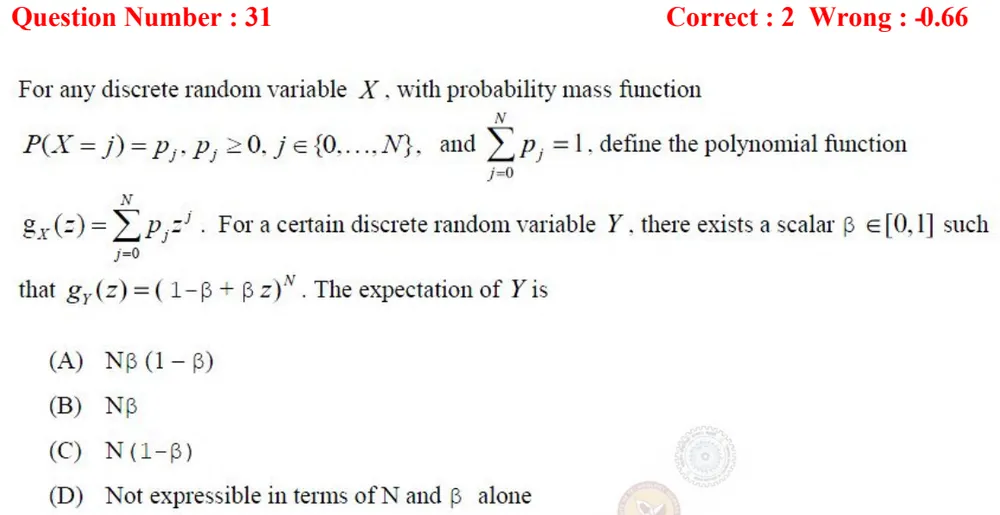 Question Number : 31 Correct : 2 Wrong : -0.66
For any discrete random variable X, with probability mass function
P(X = j) = p_j, p_j ≥ 0, j ∈ {0,…, N}, and \sum_{j=0}^{N} p_j = 1, define the polynomial function
g_X(z) = \sum_{j=0}^{N} p_j z^j . For a certain discrete random variable Y, there exists a scalar β ∈ [0,1] such
that g_Y(z) = ( 1-β + β z)^N . The expectation of Y is
(A) Nβ (1 – β)
(B) Nβ
(C) N (1-β)
(D) Not expressible in terms of N and β alone